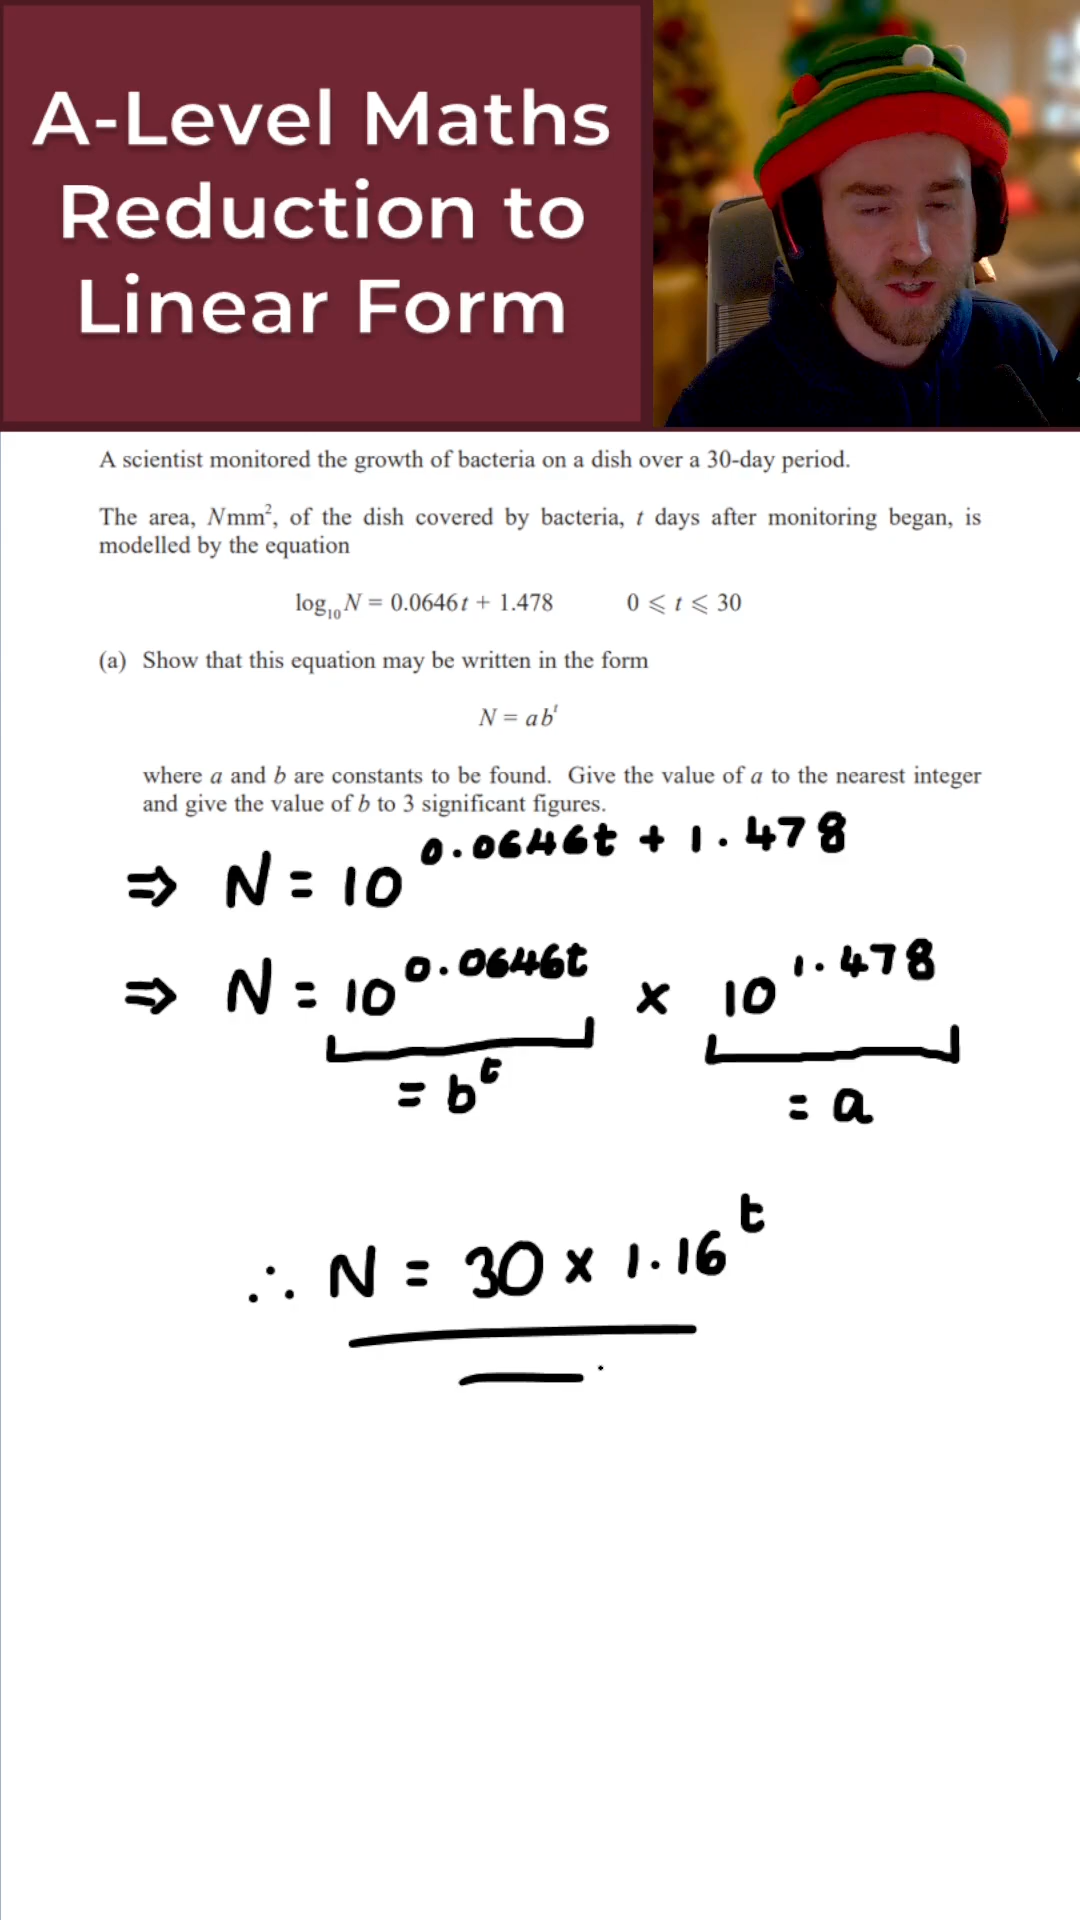 A-Level Maths
Reduction to
Linear Form
A scientist monitored the growth of bacteria on a dish over a 30-day period.
The area, N mm², of the dish covered by bacteria, t days after monitoring began, is
modelled by the equation
log₁₀ N = 0.0646t + 1.478 0 ⩽ t ⩽ 30
(a) Show that this equation may be written in the form
N = abᵗ
where a and b are constants to be found. Give the value of a to the nearest integer
and give the value of b to 3 significant figures.
⇒ N = 10^0.0646t + 1.478
⇒ N = 10^0.0646t × 10^1.478
= bᵗ = a
∴ N = 30 × 1.16ᵗ